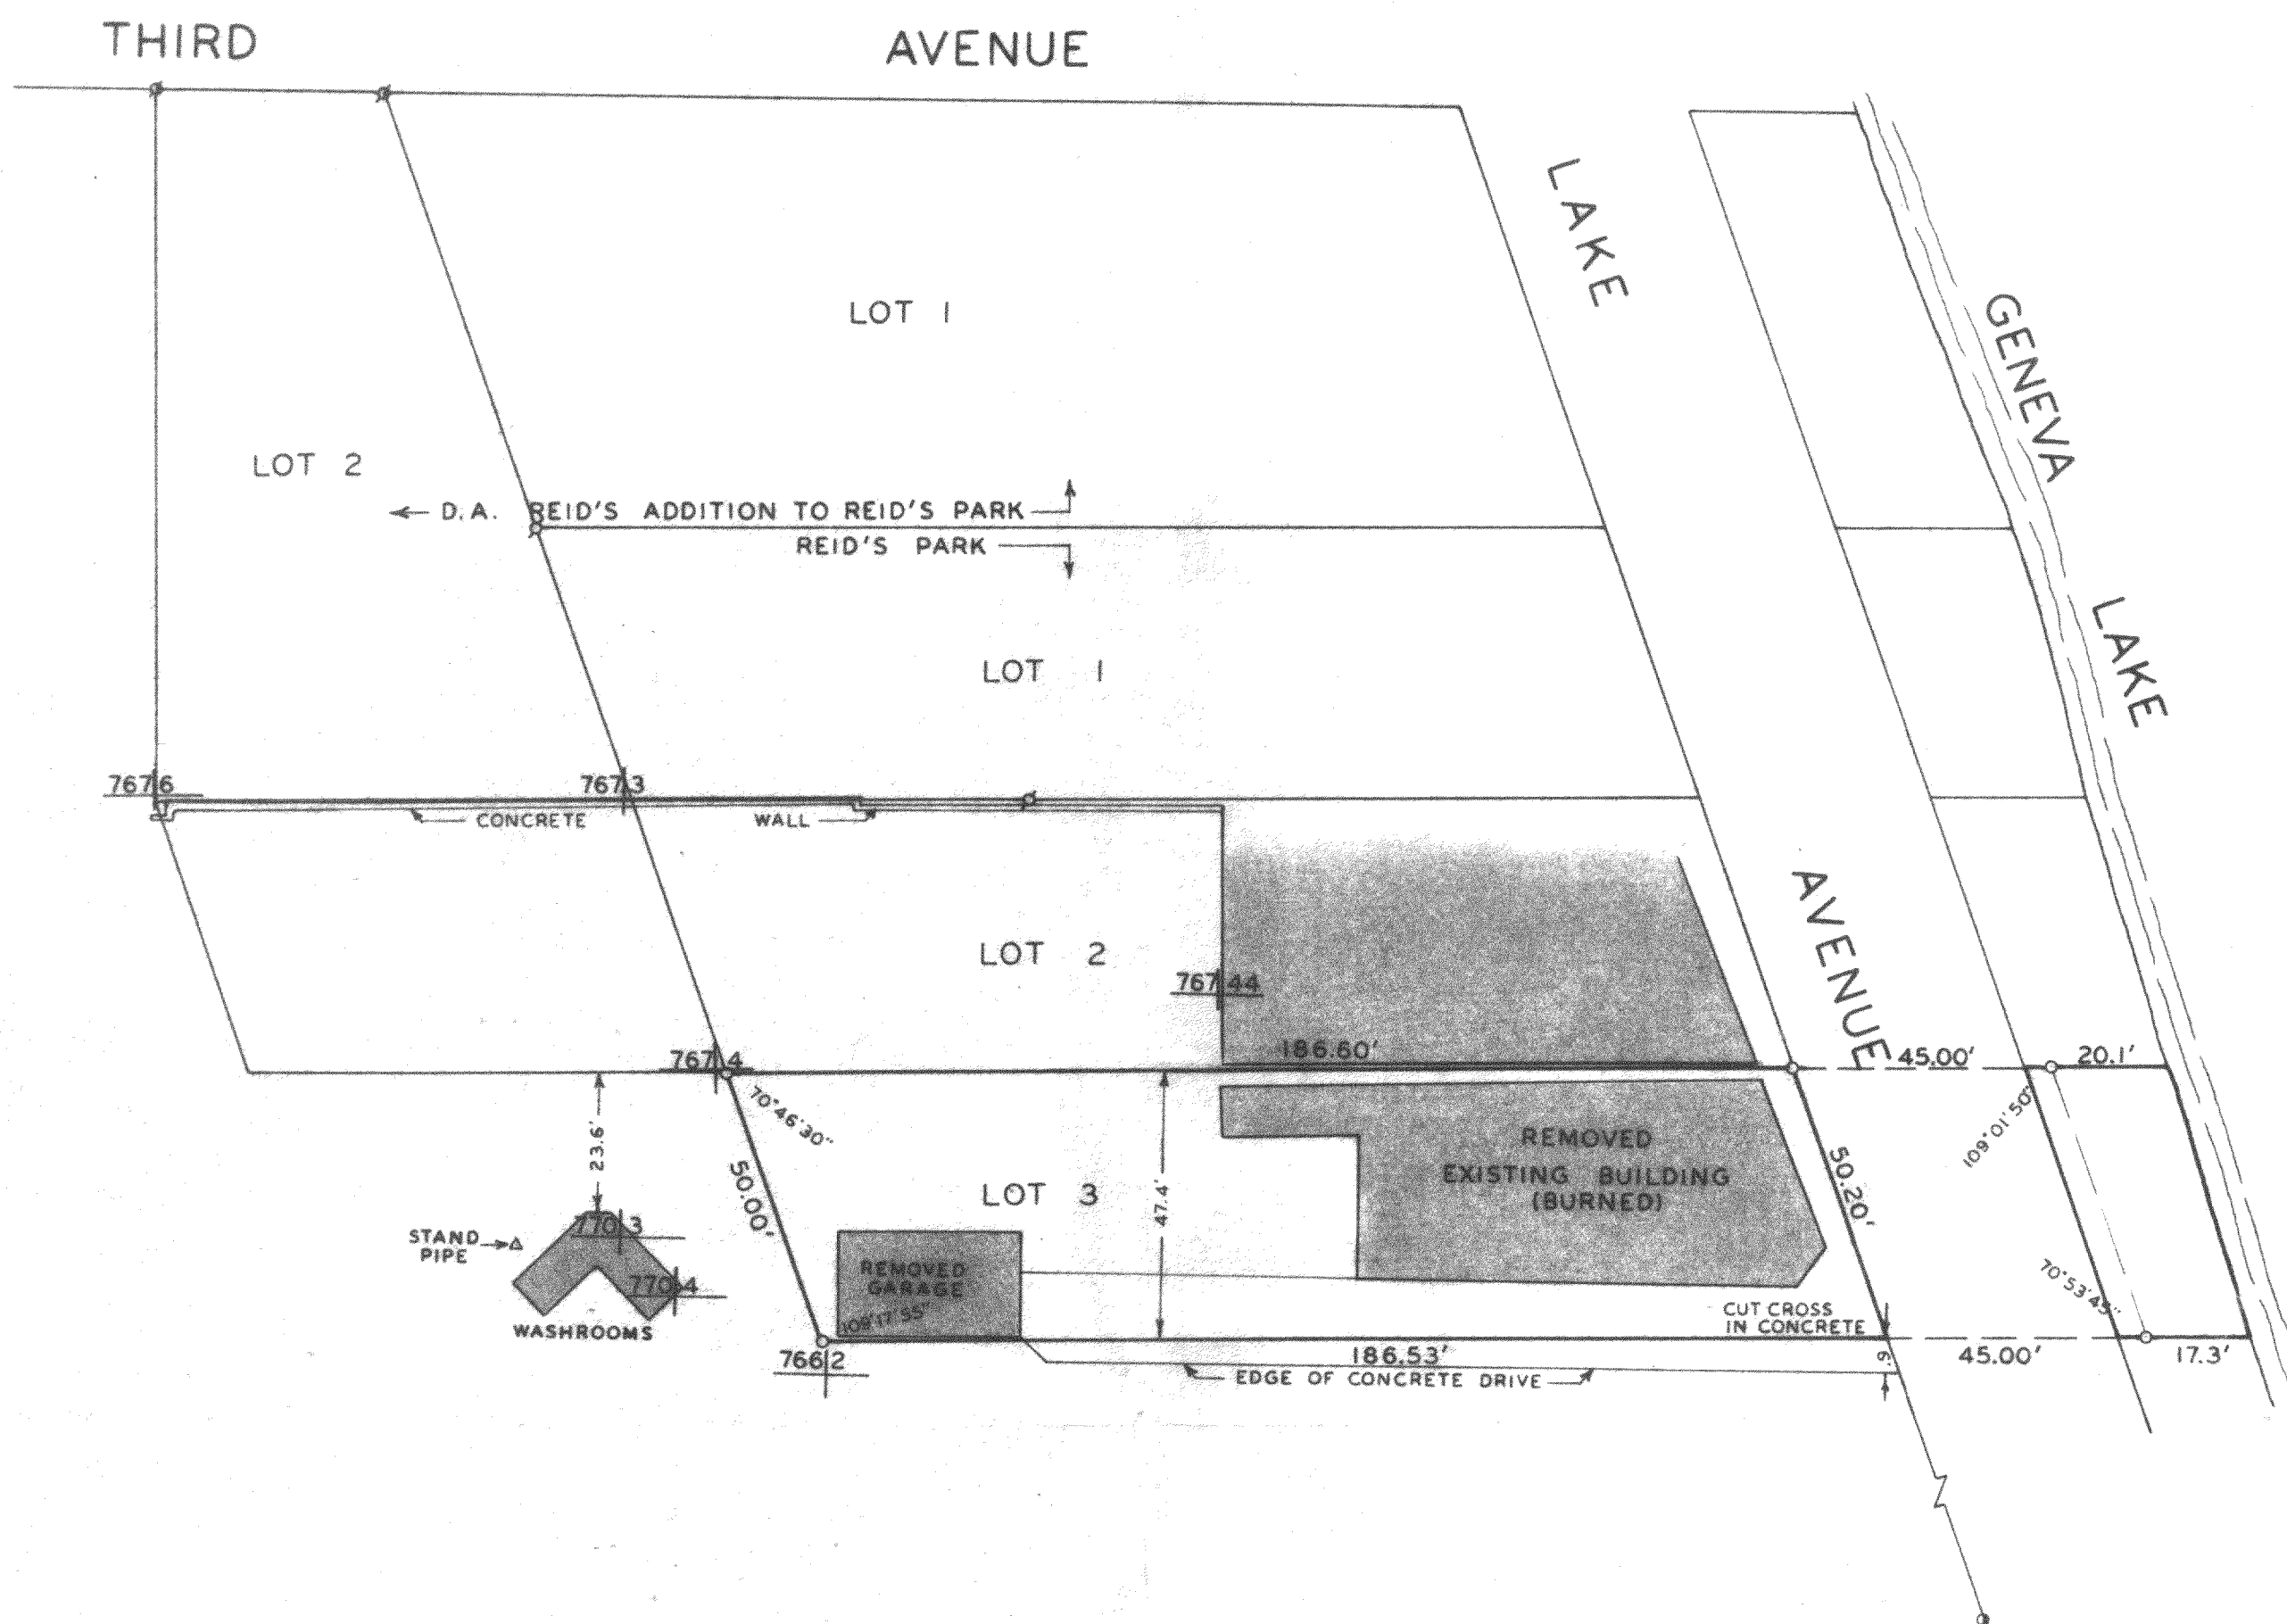 THIRD AVENUE
LAKE
GENEVA
LOT 1
LOT 2
← D.A. REID'S ADDITION TO REID'S PARK
REID'S PARK
LAKE
LOT 1
767.6
767.3
CONCRETE WALL
AVENUE
LOT 2
767.44
186.60'
45.00'
20.1'
767.4
70°46'30"
109°01'50"
23.6'
REMOVED
EXISTING BUILDING
(BURNED)
50.00'
LOT 3
47.4'
50.20'
770.3
STAND
PIPE
770.4
WASHROOMS
REMOVED
GARAGE
109°17'55"
70°53'45"
CUT CROSS
IN CONCRETE
766.2
186.53'
45.00'
17.3'
EDGE OF CONCRETE DRIVE